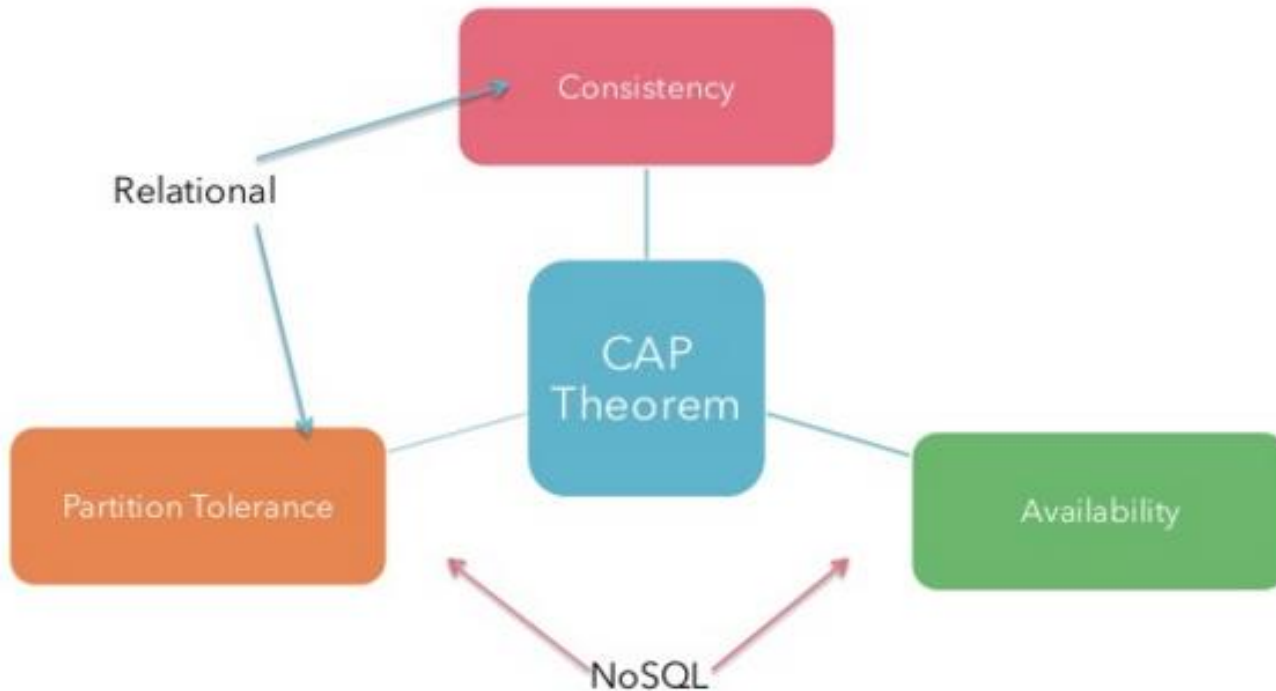 Consistency
Relational
CAP
Theorem
Partition Tolerance
Availability
NoSQL